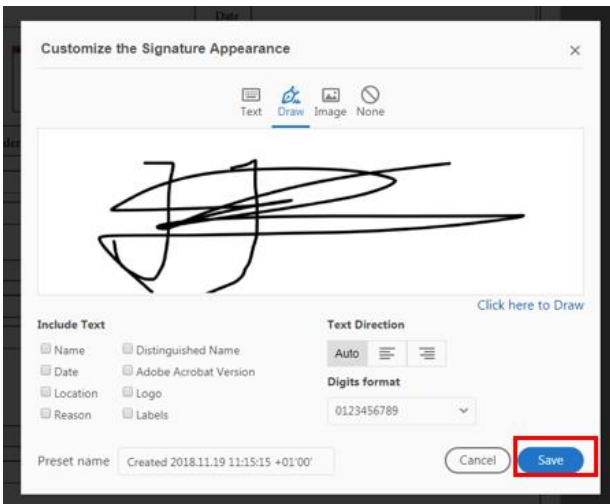 Date
Customize the Signature Appearance
Text Draw Image None
Click here to Draw
Include Text
Name
Distinguished Name
Date
Adobe Acrobat Version
Location
Logo
Reason
Labels
Text Direction
Auto
Digits format
0123456789
Preset name
Created 2018.11.19 11:15:15 +01'00'
Cancel
Save